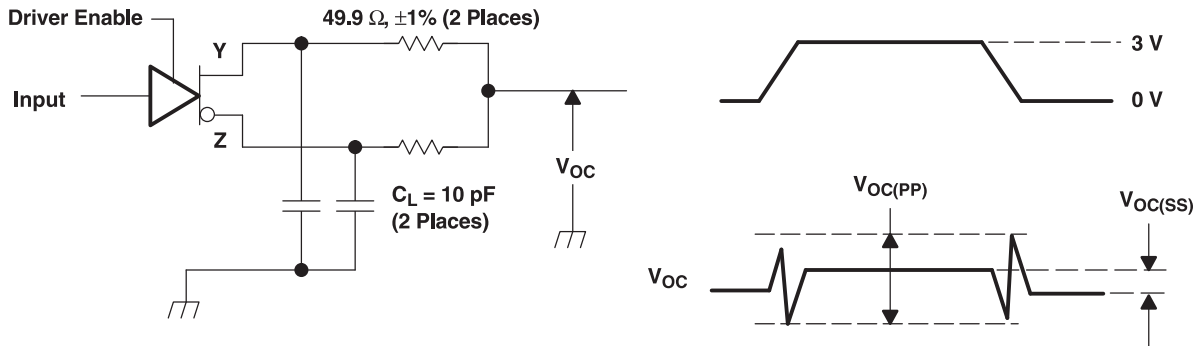 Driver Enable
49.9 Ω, ±1% (2 Places)
Y
Input
Z
C_L = 10 pF
(2 Places)
V_OC
3 V
0 V
V_OC(PP)
V_OC(SS)
V_OC